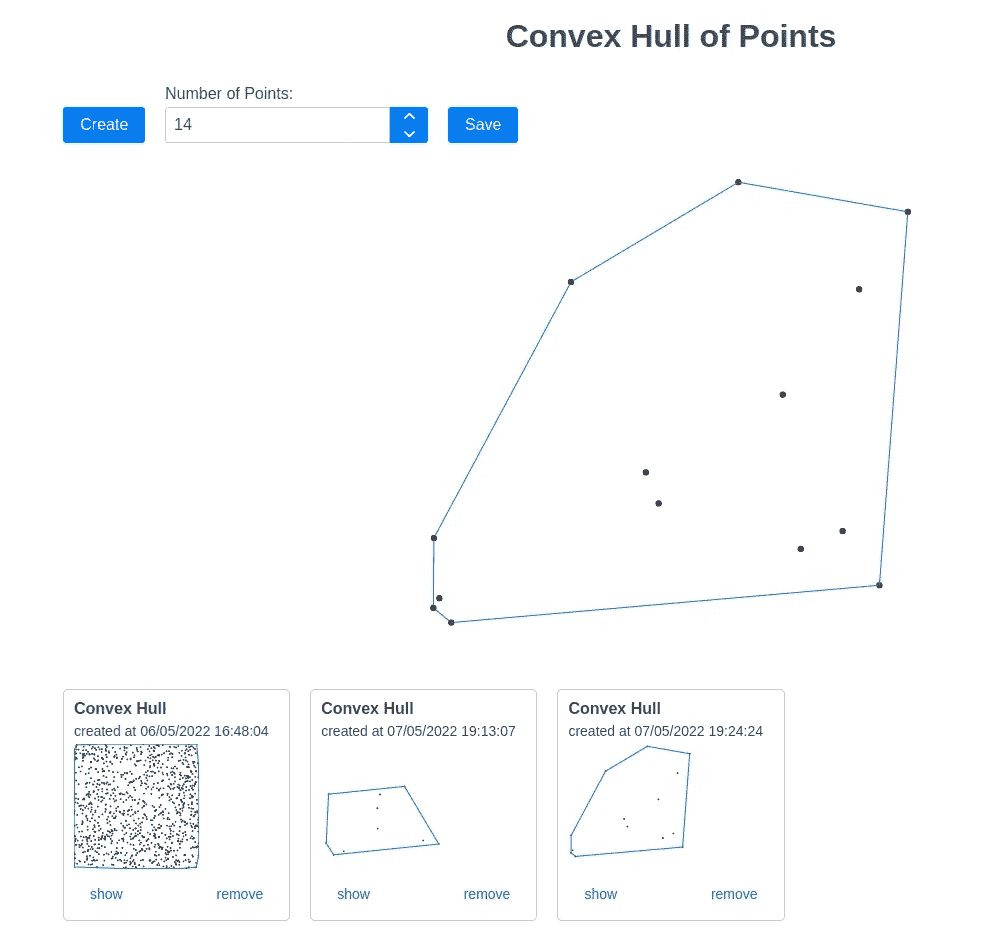 Convex Hull of Points
Number of Points:
Create
14
Save
Convex Hull
created at 06/05/2022 16:48:04
show
remove
Convex Hull
created at 07/05/2022 19:13:07
show
remove
Convex Hull
created at 07/05/2022 19:24:24
show
remove